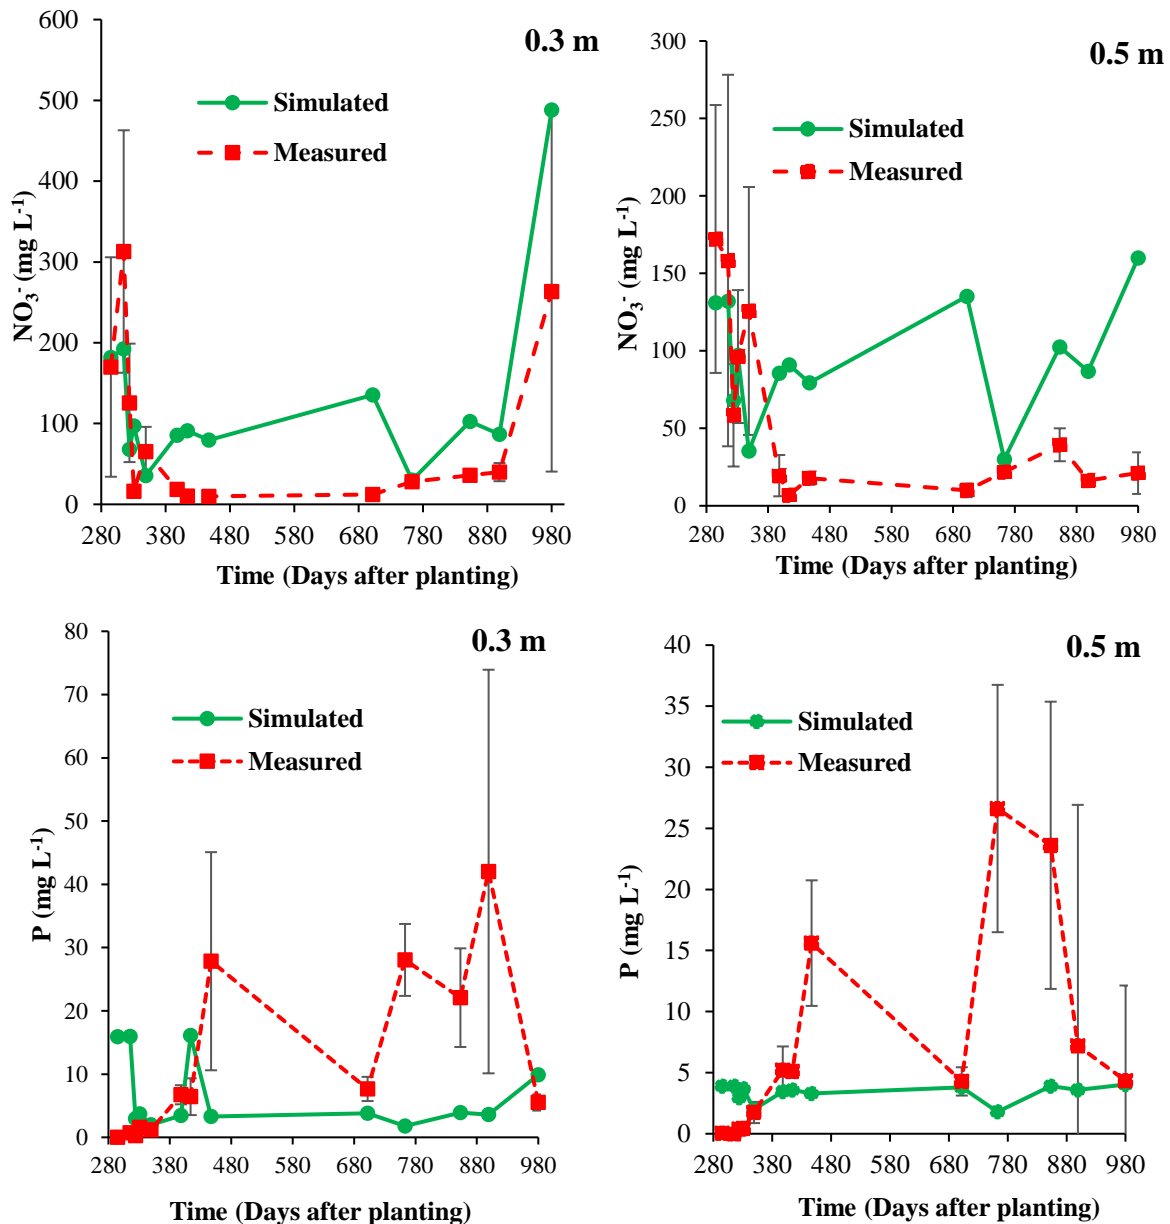 0.3 m
600
500
400
300
200
100
0
NO₃⁻ (mg L⁻¹)
Simulated
Measured
280 380 480 580 680 780 880 980
Time (Days after planting)
0.5 m
300
250
200
150
100
50
0
NO₃⁻ (mg L⁻¹)
Simulated
Measured
280 380 480 580 680 780 880 980
Time (Days after planting)
0.3 m
80
70
60
50
40
30
20
10
0
P (mg L⁻¹)
Simulated
Measured
280 380 480 580 680 780 880 980
Time (Days after planting)
0.5 m
40
35
30
25
20
15
10
5
0
P (mg L⁻¹)
Simulated
Measured
280 380 480 580 680 780 880 980
Time (Days after planting)